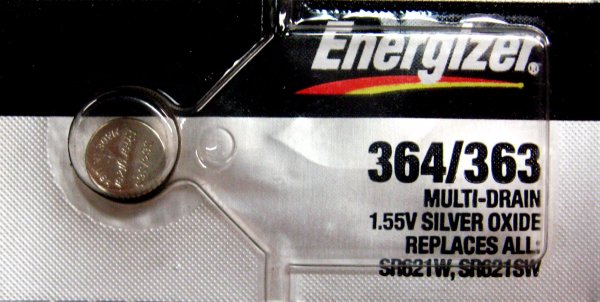 Energizer®
364/363
MULTI-DRAIN
1.55V SILVER OXIDE
REPLACES ALL:
SR621W, SR621SW